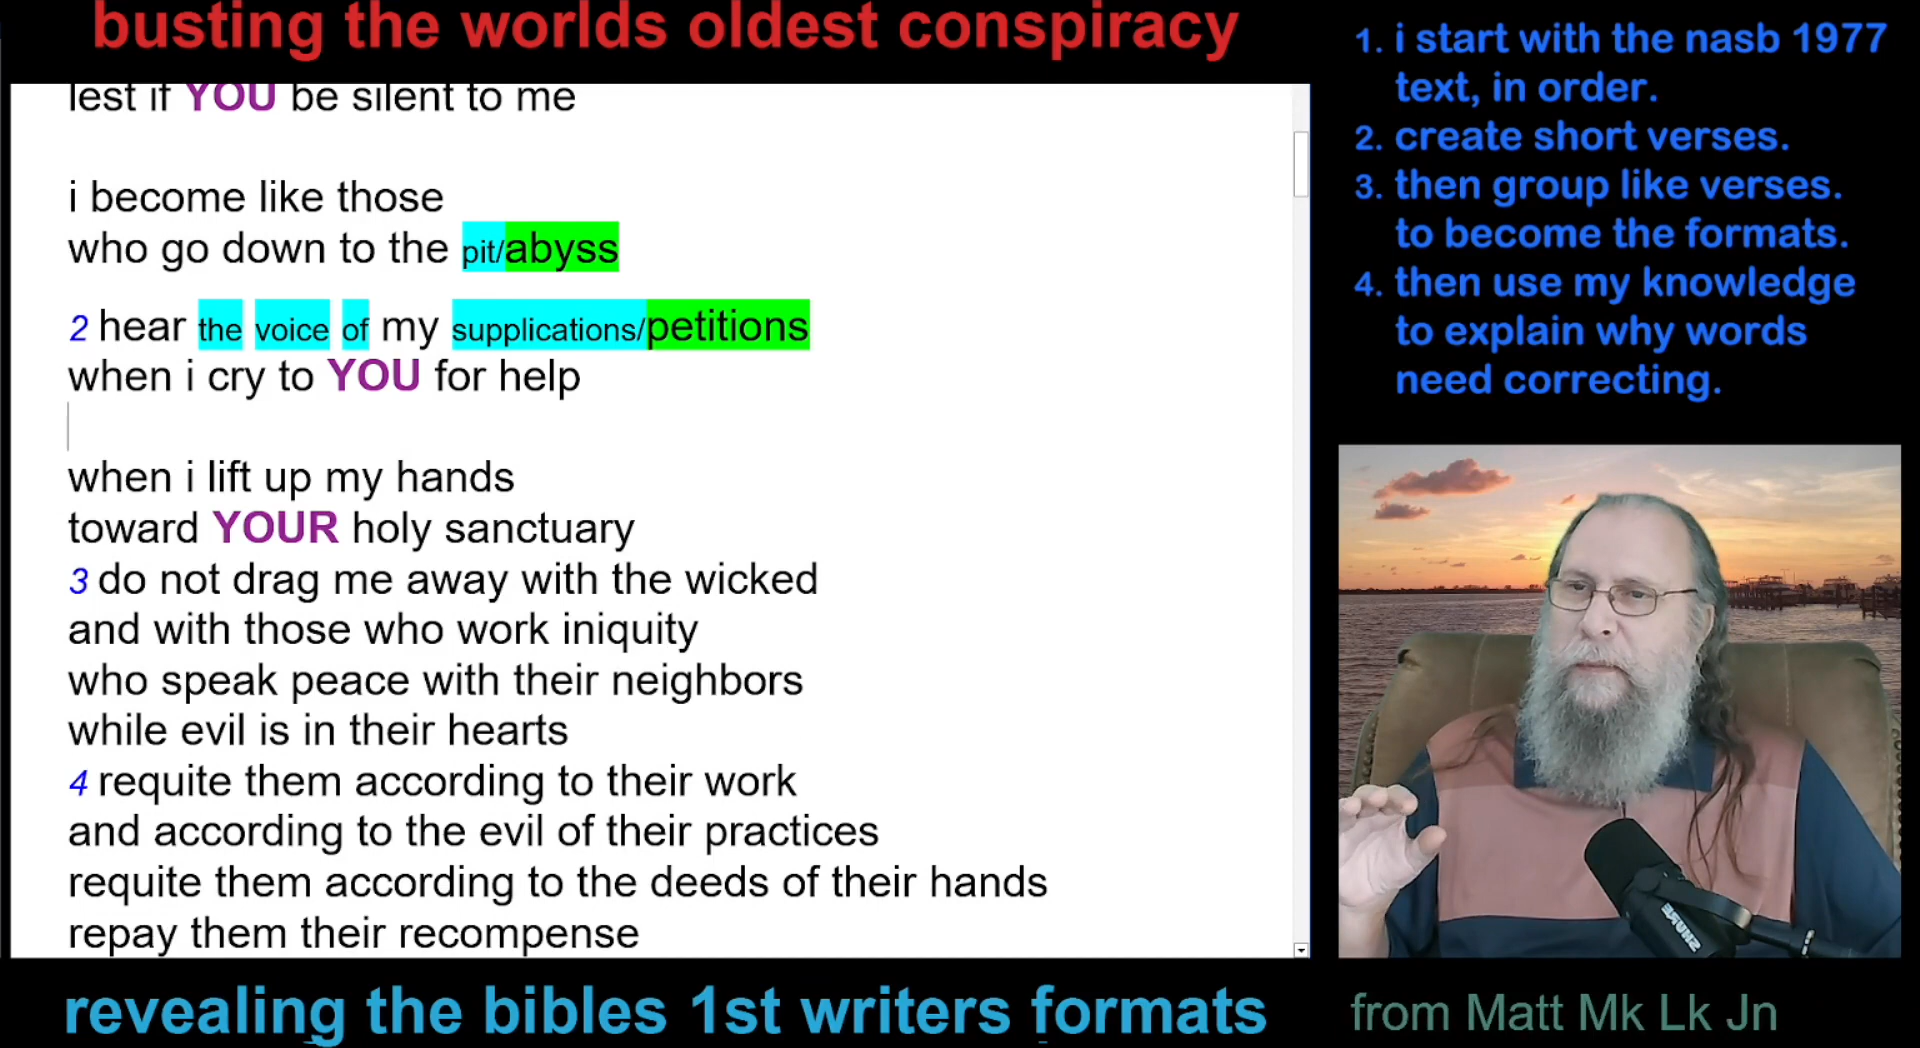 busting the worlds oldest conspiracy
lest if YOU be silent to me
i become like those
who go down to the pit/abyss
2 hear the voice of my supplications/petitions
when i cry to YOU for help
when i lift up my hands
toward YOUR holy sanctuary
3 do not drag me away with the wicked
and with those who work iniquity
who speak peace with their neighbors
while evil is in their hearts
4 requite them according to their work
and according to the evil of their practices
requite them according to the deeds of their hands
repay them their recompense
revealing the bibles 1st writers formats
1. i start with the nasb 1977
text, in order.
2. create short verses.
3. then group like verses.
to become the formats.
4. then use my knowledge
to explain why words
need correcting.
SHURE
from Matt Mk Lk Jn